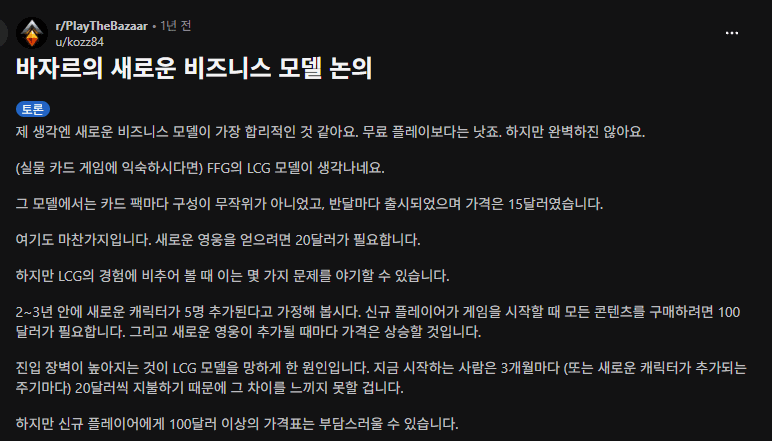 r/PlayTheBazaar • 1년 전
u/kozz84
바자르의 새로운 비즈니스 모델 논의
토론
제 생각엔 새로운 비즈니스 모델이 가장 합리적인 것 같아요. 무료 플레이보다는 낫죠. 하지만 완벽하진 않아요.
(실물 카드 게임에 익숙하시다면) FFG의 LCG 모델이 생각나네요.
그 모델에서는 카드 팩마다 구성이 무작위가 아니었고, 반달마다 출시되었으며 가격은 15달러였습니다.
여기도 마찬가지입니다. 새로운 영웅을 얻으려면 20달러가 필요합니다.
하지만 LCG의 경험에 비추어 볼 때 이는 몇 가지 문제를 야기할 수 있습니다.
2~3년 안에 새로운 캐릭터가 5명 추가된다고 가정해 봅시다. 신규 플레이어가 게임을 시작할 때 모든 콘텐츠를 구매하려면 100
달러가 필요합니다. 그리고 새로운 영웅이 추가될 때마다 가격은 상승할 것입니다.
진입 장벽이 높아지는 것이 LCG 모델을 망하게 한 원인입니다. 지금 시작하는 사람은 3개월마다 (또는 새로운 캐릭터가 추가되는
주기마다) 20달러씩 지불하기 때문에 그 차이를 느끼지 못할 겁니다.
하지만 신규 플레이어에게 100달러 이상의 가격표는 부담스러울 수 있습니다.